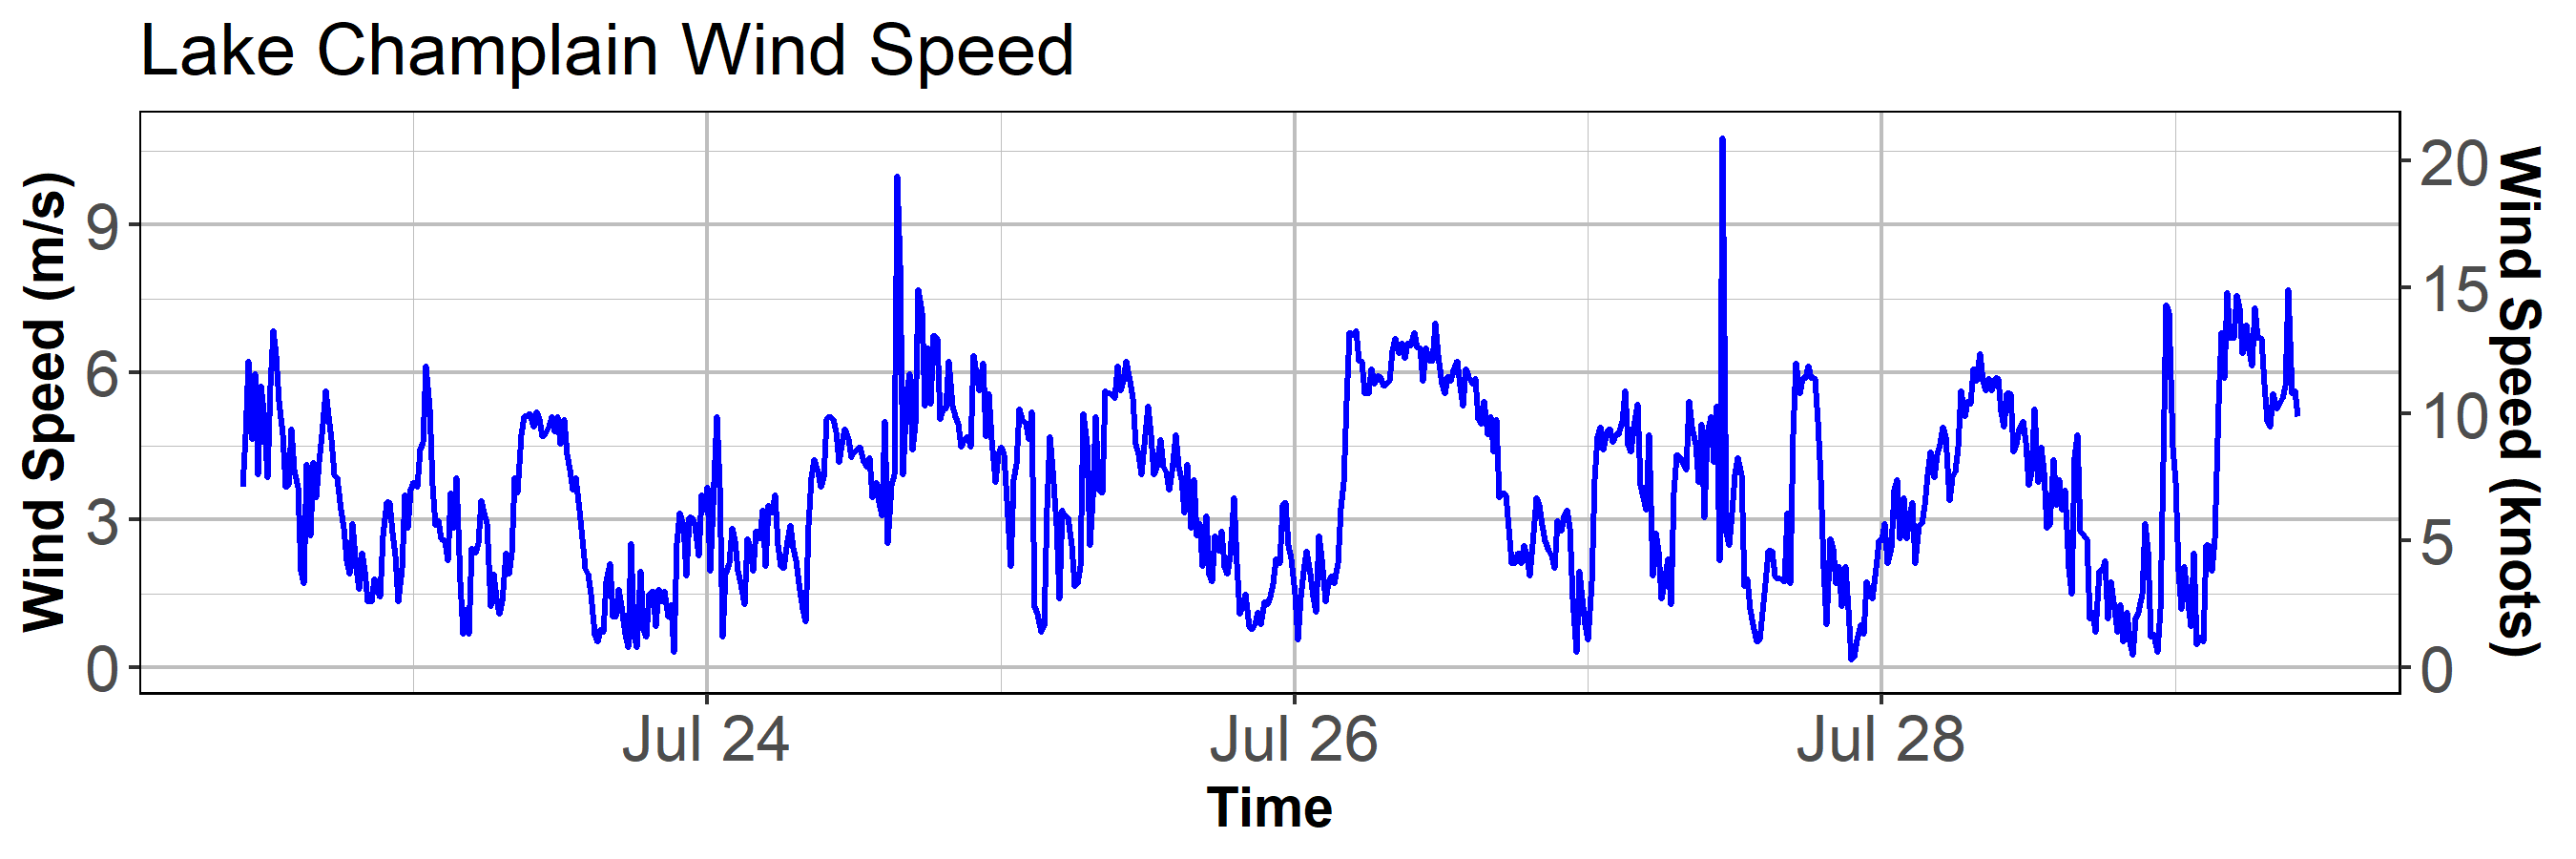 Lake Champlain Wind Speed
Wind Speed (m/s)
9
6
3
0
20
15
10
5
0
Wind Speed (knots)
Jul 24
Jul 26
Jul 28
Time